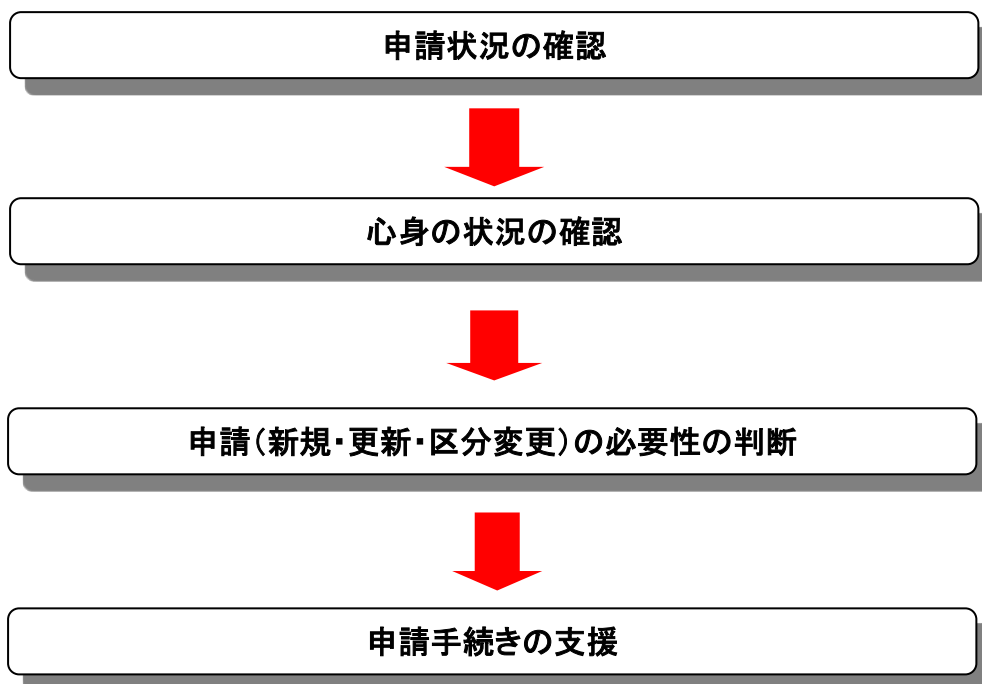 申請状況の確認
心身の状況の確認
申請（新規・更新・区分変更）の必要性の判断
申請手続きの支援